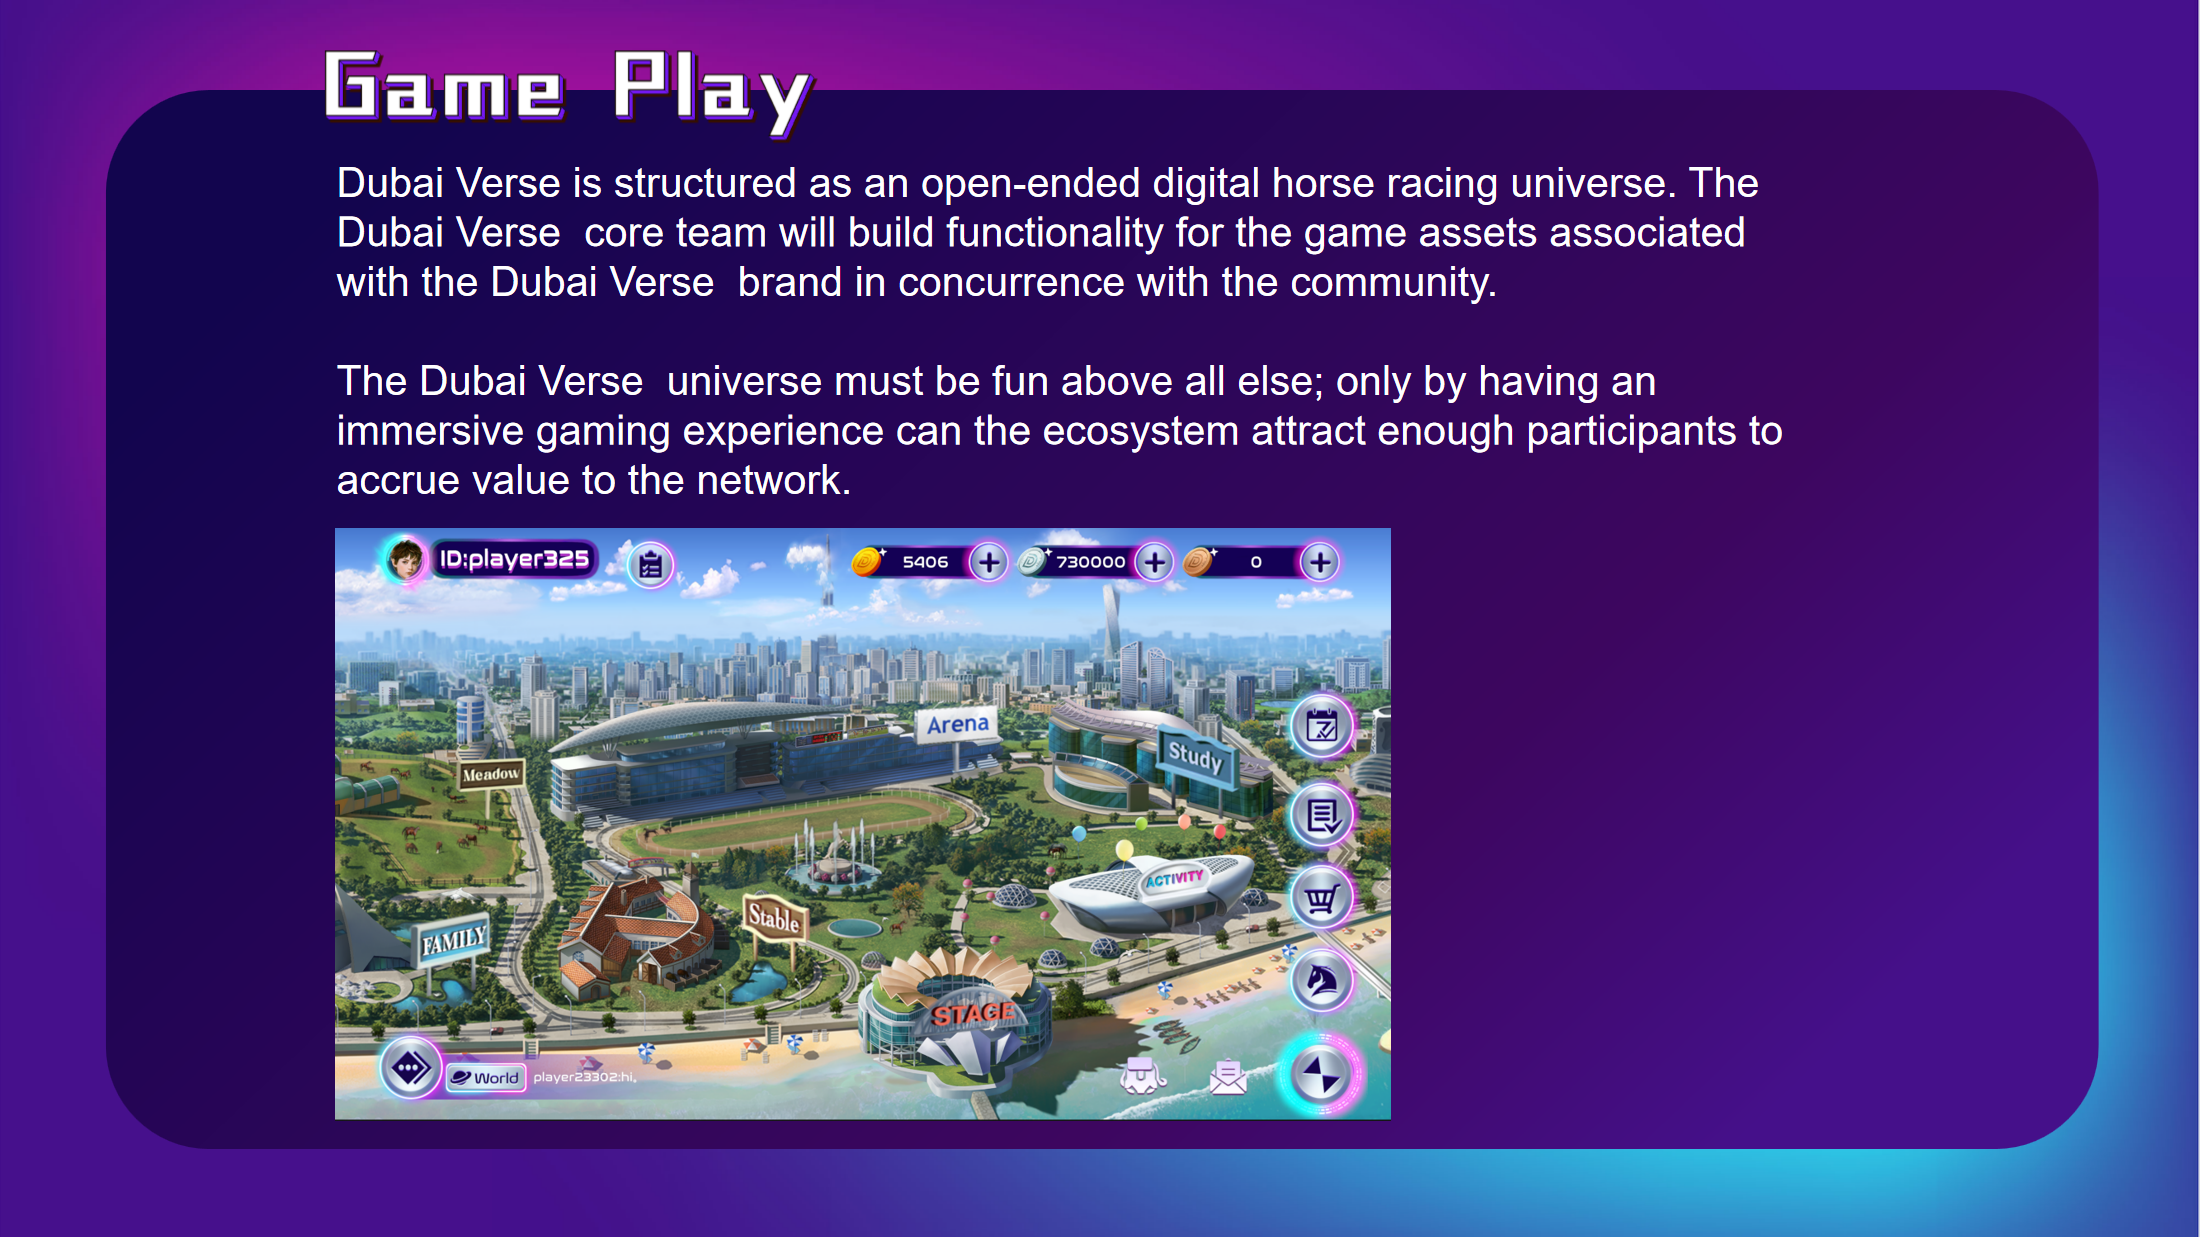 Game Play
Dubai Verse is structured as an open-ended digital horse racing universe. The
Dubai Verse  core team will build functionality for the game assets associated
with the Dubai Verse  brand in concurrence with the community.
The Dubai Verse  universe must be fun above all else; only by having an
immersive gaming experience can the ecosystem attract enough participants to
accrue value to the network.
ID:player325
5406
730000
0
Arena
Study
Meadow
ACTIVITY
Stable
FAMILY
STAGE
World
player23302:hi,